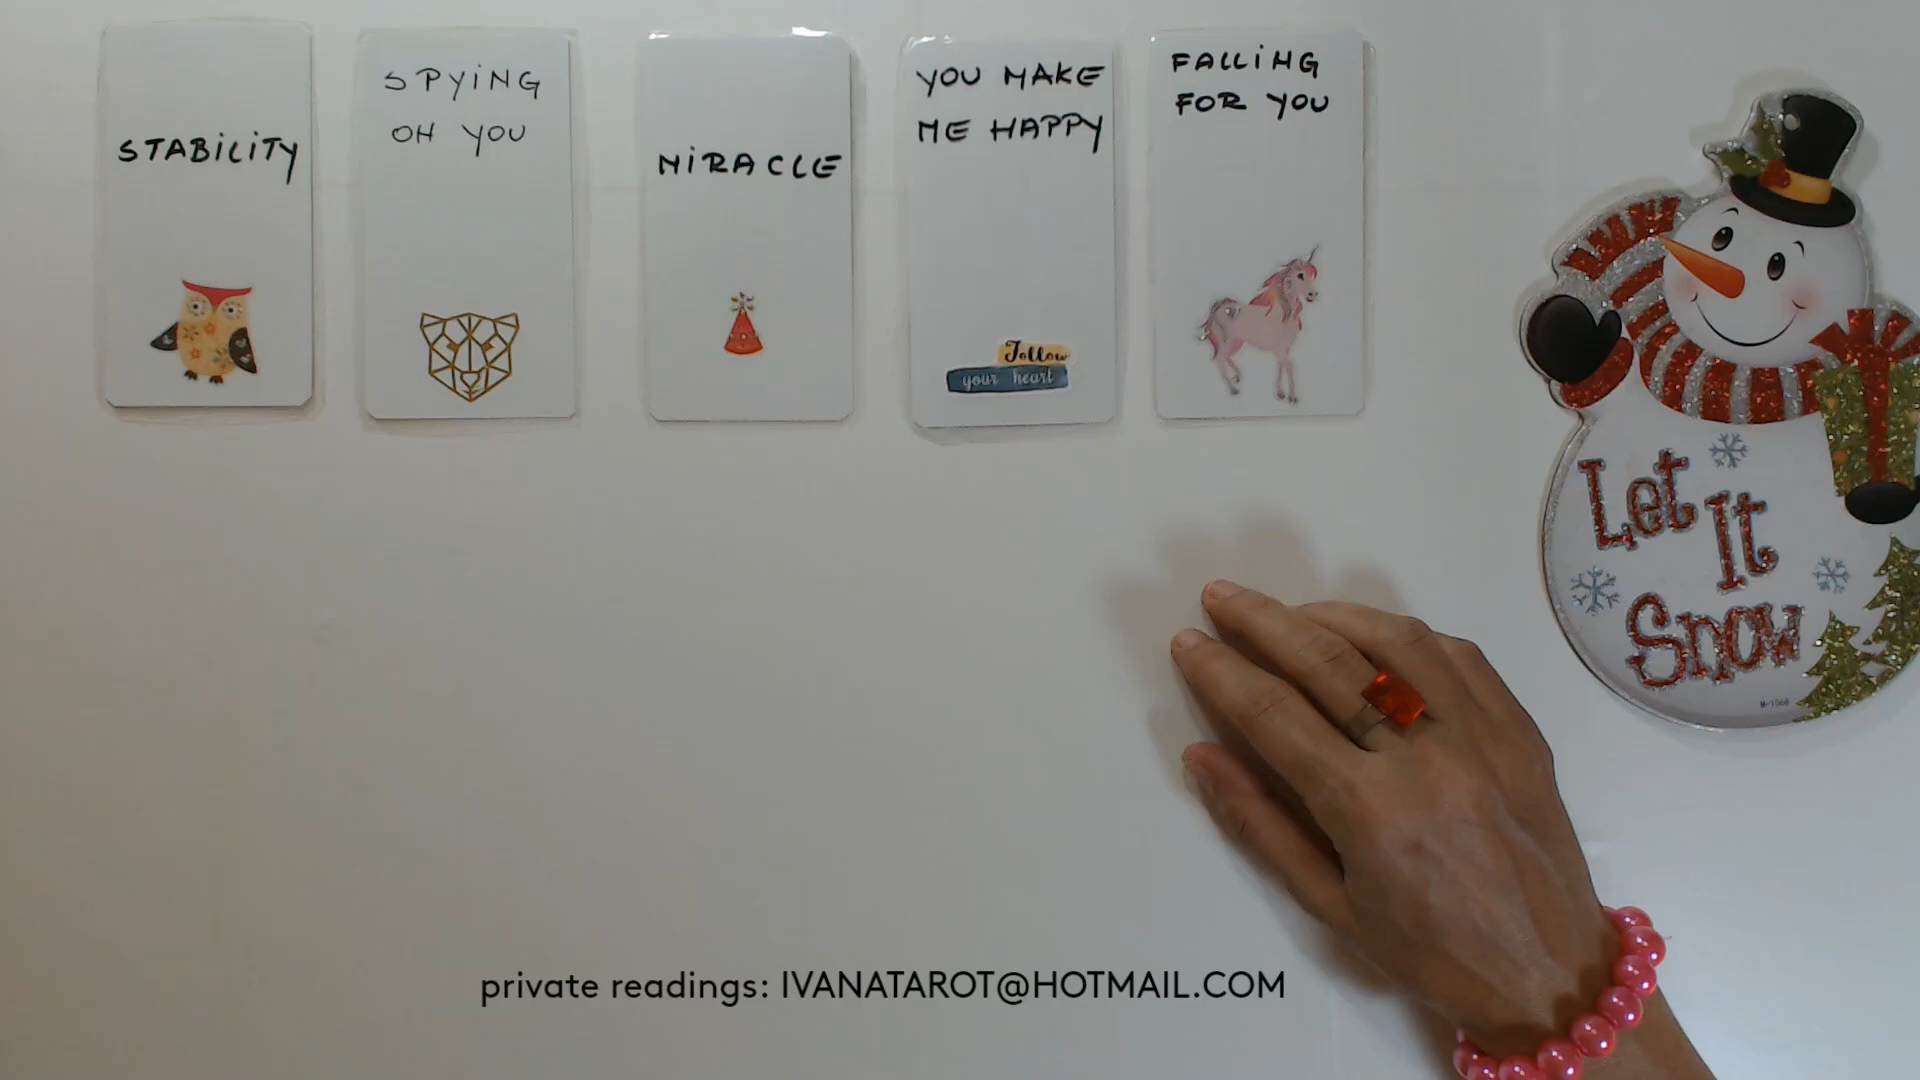 STABILITY
SPYING
ON YOU
MIRACLE
YOU MAKE
ME HAPPY
Follow
your heart
FALLING
FOR YOU
Let
It
Snow
M-1068
private readings: IVANATAROT@HOTMAIL.COM